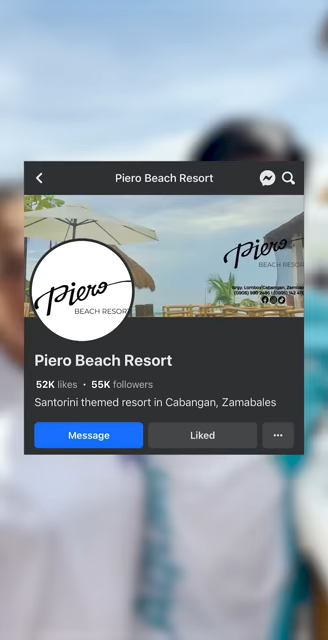 Piero Beach Resort
Piero
BEACH RESOR
Piero
BEACH RESOR
Piero Beach Resort
52K likes • 55K followers
Santorini themed resort in Cabangan, Zamabales
Message
Liked